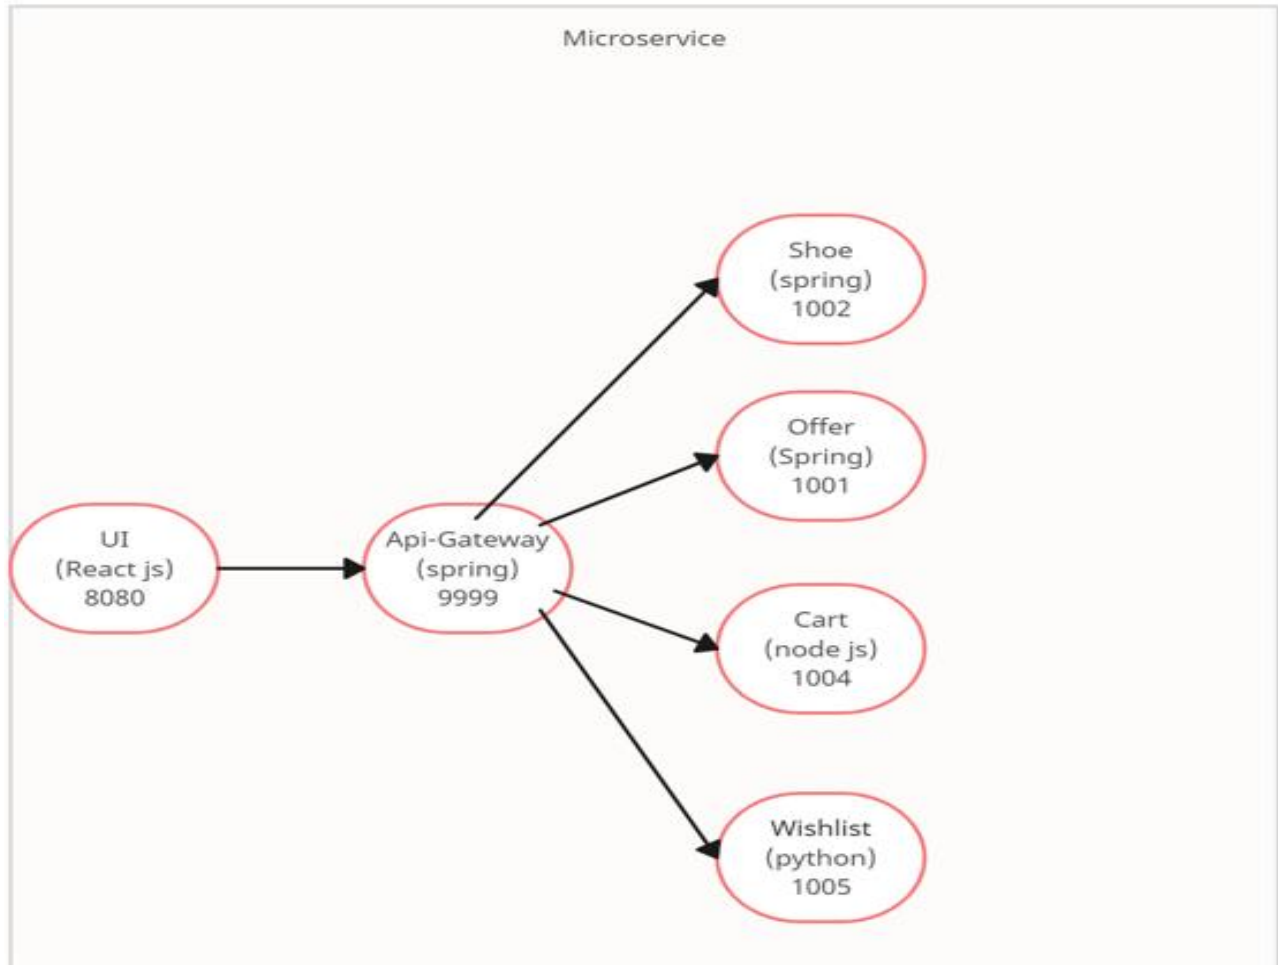 Microservice
Shoe
(spring)
1002
Offer
(Spring)
1001
UI
(React js)
8080
Api-Gateway
(spring)
9999
Cart
(node js)
1004
Wishlist
(python)
1005